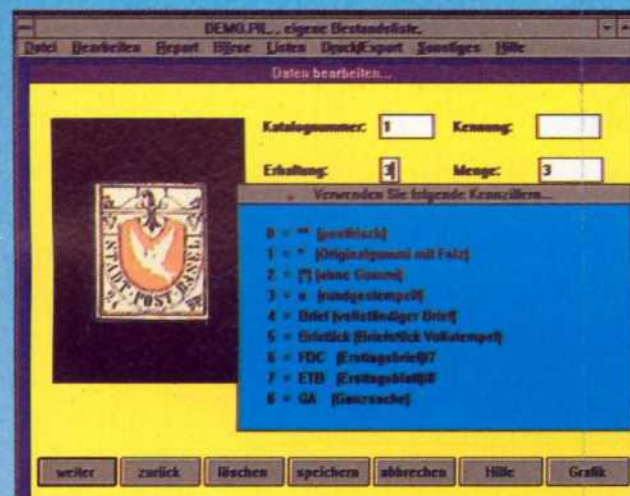 DEMO.PIL... eigene Bestandsliste.
Datei Bearbeiten Report Börse Listen Druck/Export Sonstiges Hilfe
Daten bearbeiten...
Katalognummer: 1 Kennung:
Erhaltung: 3 Menge: 3
Verwenden Sie folgende Kennziffern...
0 = ** (postfrisch)
1 = * (Originalgummi mit Falz)
2 = (*) (ohne Gummi)
3 = o (rundgestempelt)
4 = Brief (vollständiger Brief)
5 = Briefstück (Briefstück Vollstempel)
6 = FDC (Ersttagsbrief)
7 = ETB (Ersttagsblatt)
8 = GA (Ganzsache)
STADT-POST-BASEL
weiter zurück löschen speichern abbrechen Hilfe Grafik